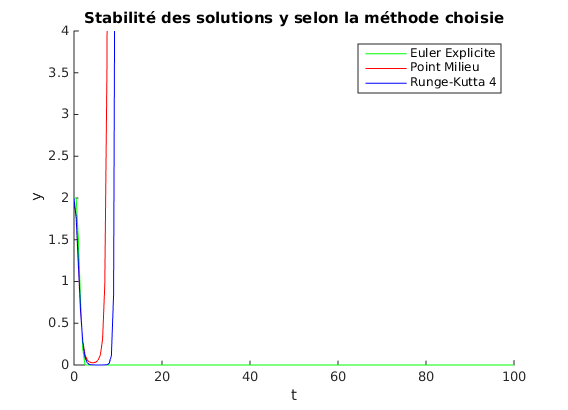 Stabilité des solutions y selon la méthode choisie
Euler Explicite
Point Milieu
Runge-Kutta 4
4
3.5
3
2.5
2
1.5
1
0.5
0
y
0 20 40 60 80 100
t